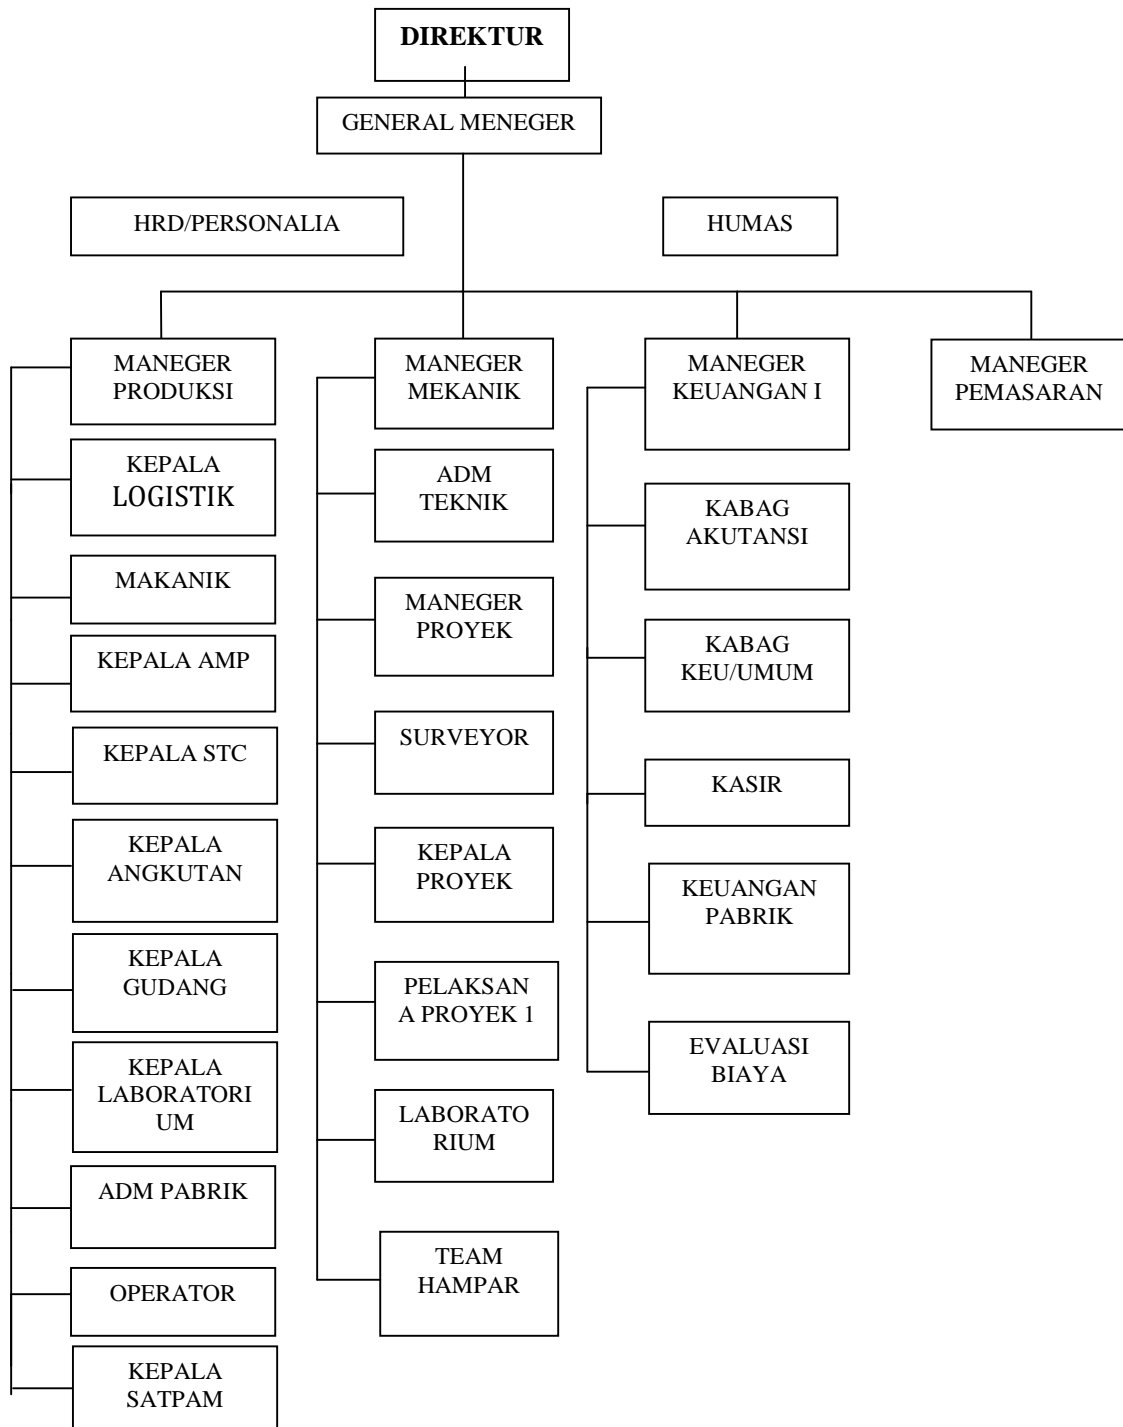 DIREKTUR
GENERAL MENEGER
HRD/PERSONALIA
HUMAS
MANEGER
PRODUKSI
KEPALA
LOGISTIK
MAKANIK
KEPALA AMP
KEPALA STC
KEPALA
ANGKUTAN
KEPALA
GUDANG
KEPALA
LABORATORI
UM
ADM PABRIK
OPERATOR
KEPALA
SATPAM
MANEGER
MEKANIK
ADM
TEKNIK
MANEGER
PROYEK
SURVEYOR
KEPALA
PROYEK
PELAKSAN
A PROYEK 1
LABORATO
RIUM
TEAM
HAMPAR
MANEGER
KEUANGAN I
KABAG
AKUTANSI
KABAG
KEU/UMUM
KASIR
KEUANGAN
PABRIK
EVALUASI
BIAYA
MANEGER
PEMASARAN